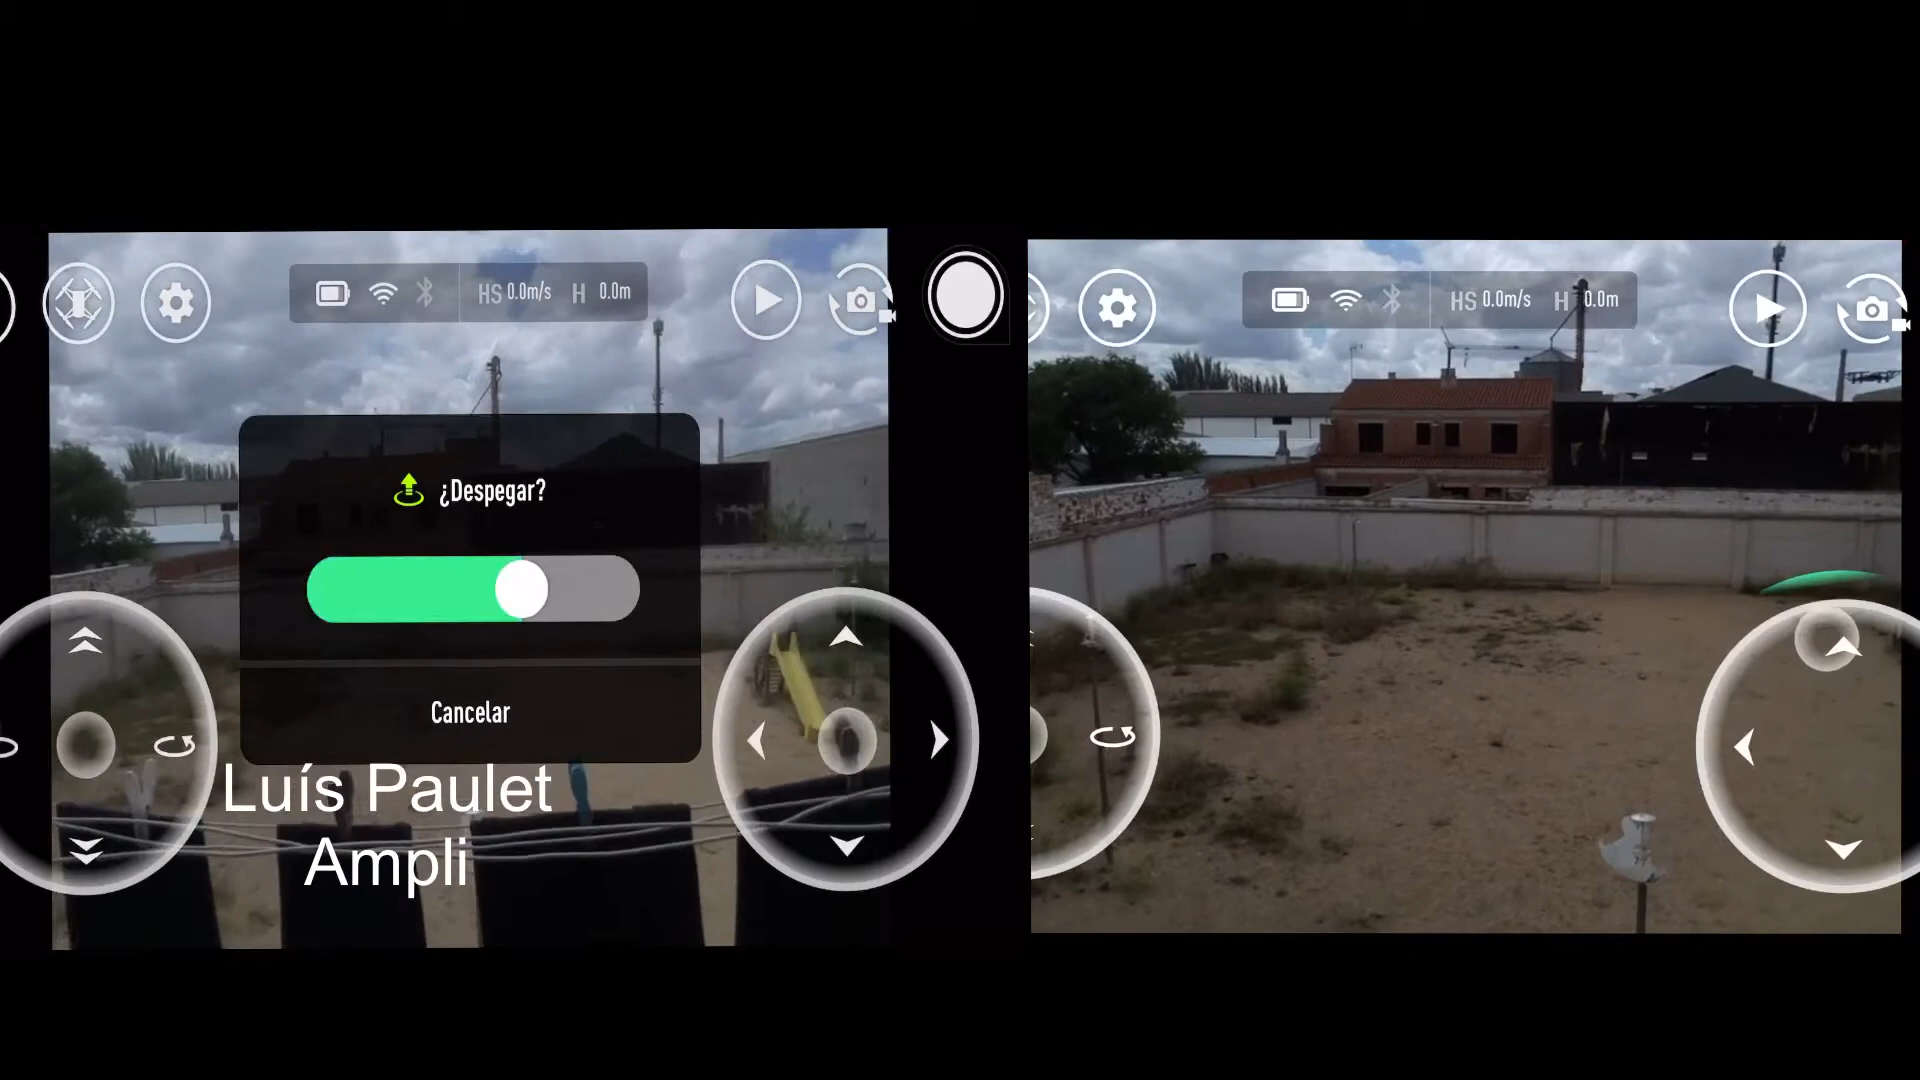 HS 0.0m/s H 0.0m
¿Despegar?
Cancelar
Luís Paulet
Ampli
HS 0.0m/s H 0.0m